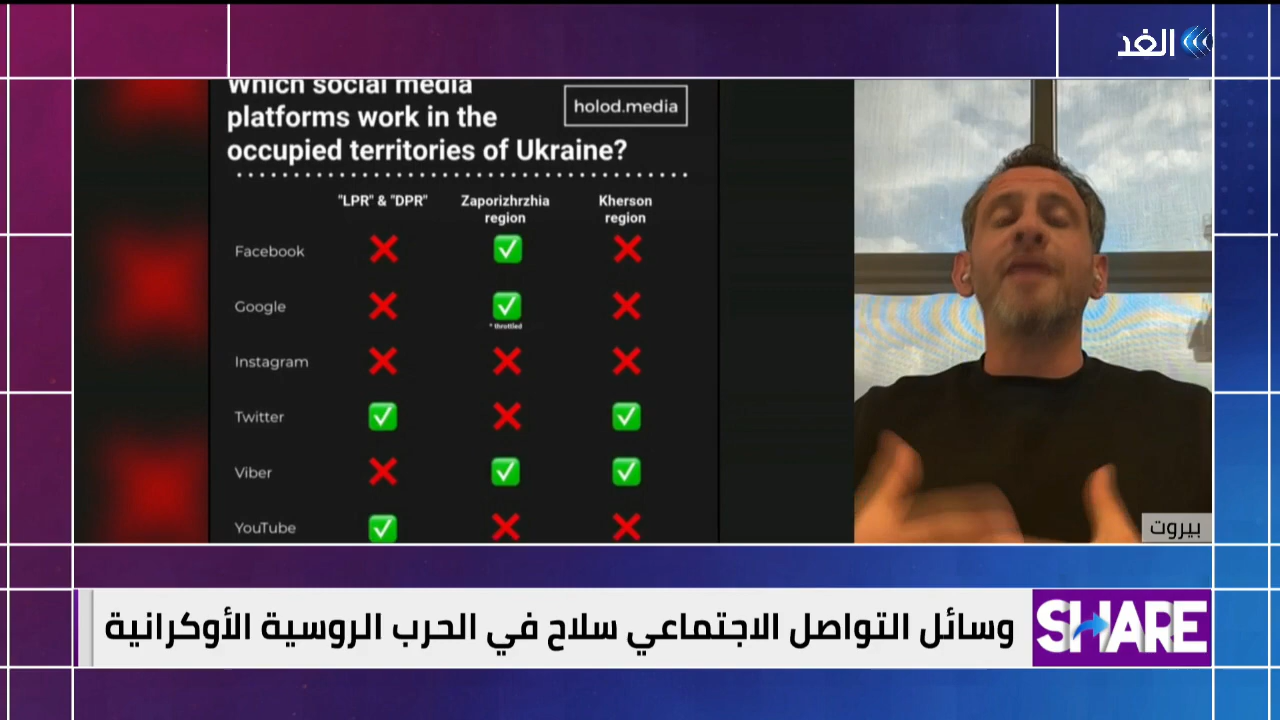 الغد
Which social media
platforms work in the
occupied territories of Ukraine?
holod.media
"LPR" & "DPR"
Zaporizhrzhia
region
Kherson
region
Facebook
Google
* throttled
Instagram
Twitter
Viber
YouTube
بيروت
وسائل التواصل الاجتماعي سلاح في الحرب الروسية الأوكرانية
SHARE